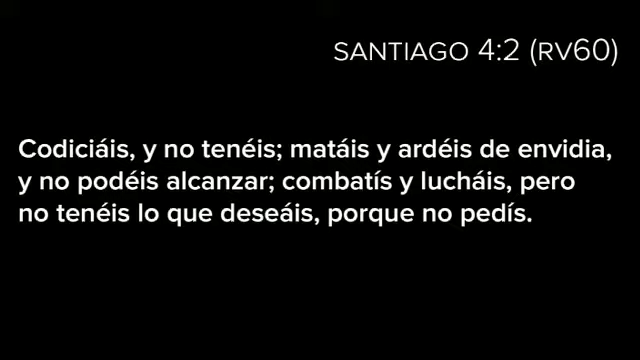 SANTIAGO 4:2 (RV60)
Codiciáis, y no tenéis; matáis y ardéis de envidia,
y no podéis alcanzar; combatís y lucháis, pero
no tenéis lo que deseáis, porque no pedís.